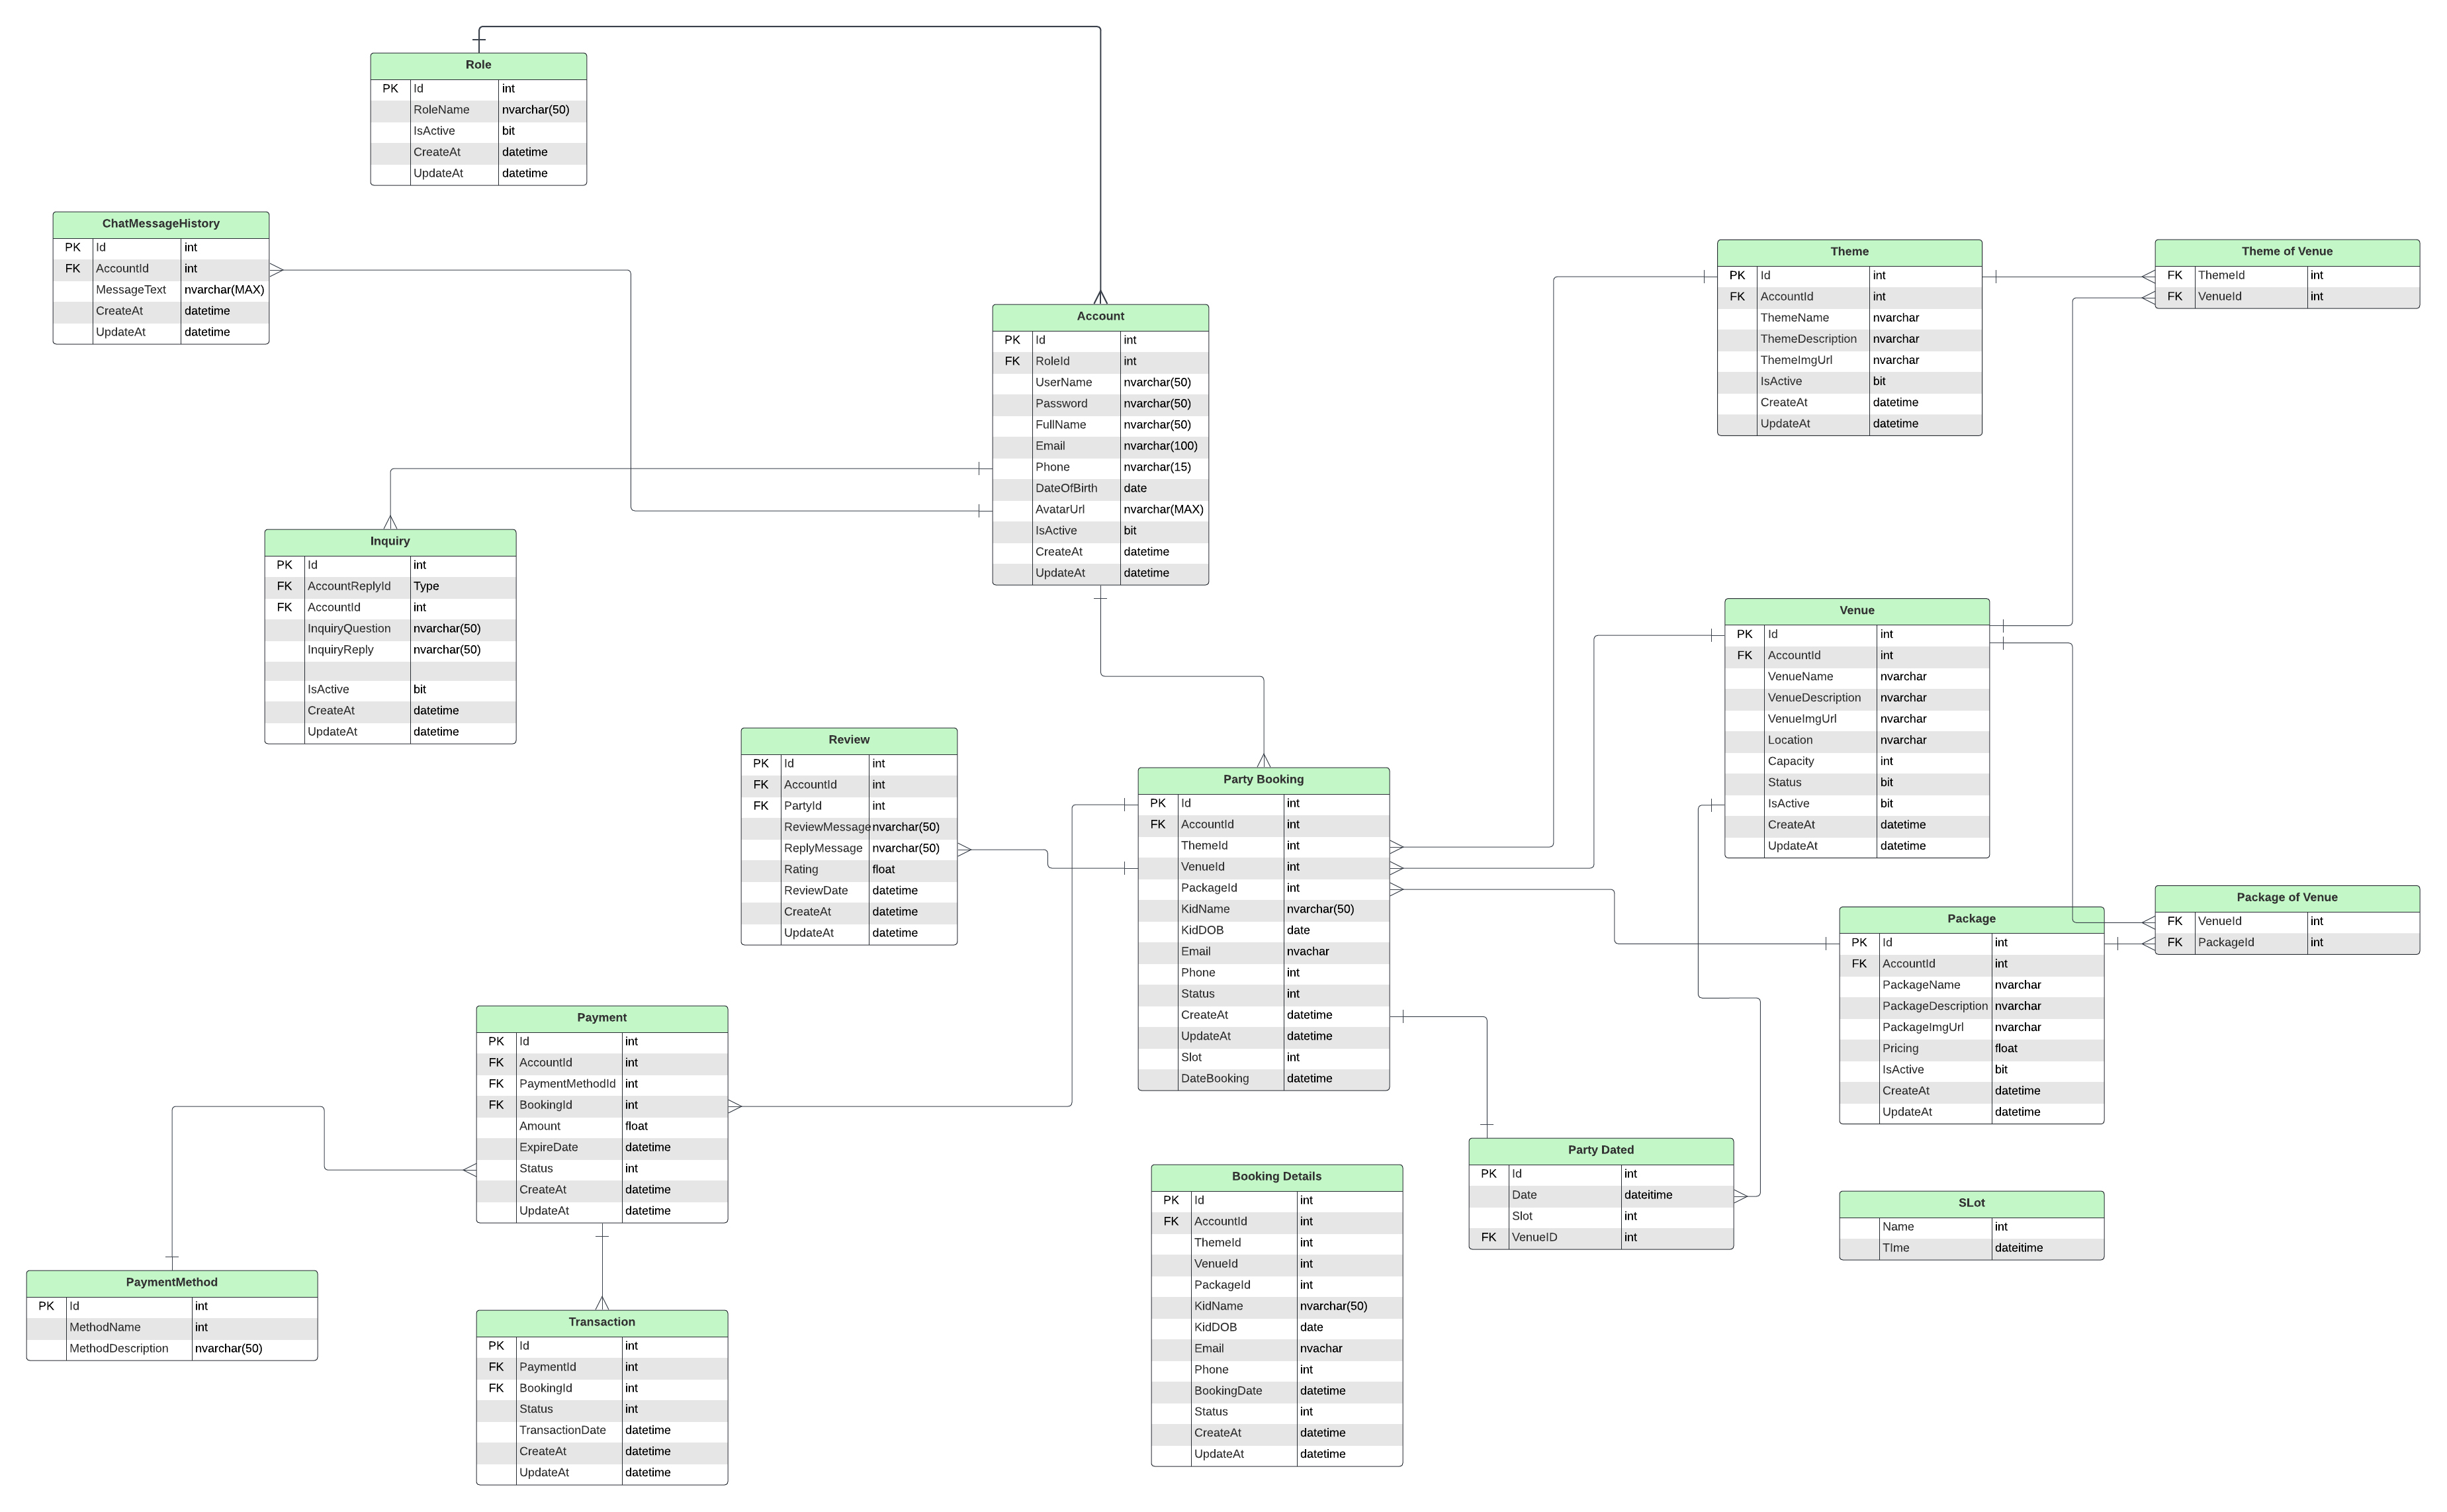 Role
PK Id int
RoleName nvarchar(50)
IsActive bit
CreateAt datetime
UpdateAt datetime
ChatMessageHistory
PK Id int
FK AccountId int
MessageText nvarchar(MAX)
CreateAt datetime
UpdateAt datetime
Account
PK Id int
FK RoleId int
UserName nvarchar(50)
Password nvarchar(50)
FullName nvarchar(50)
Email nvarchar(100)
Phone nvarchar(15)
DateOfBirth date
AvatarUrl nvarchar(MAX)
IsActive bit
CreateAt datetime
UpdateAt datetime
Theme
PK Id int
FK AccountId int
ThemeName nvarchar
ThemeDescription nvarchar
ThemeImgUrl nvarchar
IsActive bit
CreateAt datetime
UpdateAt datetime
Theme of Venue
FK ThemeId int
FK VenueId int
Inquiry
PK Id int
FK AccountReplyId Type
FK AccountId int
InquiryQuestion nvarchar(50)
InquiryReply nvarchar(50)
IsActive bit
CreateAt datetime
UpdateAt datetime
Venue
PK Id int
FK AccountId int
VenueName nvarchar
VenueDescription nvarchar
VenueImgUrl nvarchar
Location nvarchar
Capacity int
Status bit
IsActive bit
CreateAt datetime
UpdateAt datetime
Review
PK Id int
FK AccountId int
FK PartyId int
ReviewMessage nvarchar(50)
ReplyMessage nvarchar(50)
Rating float
ReviewDate datetime
CreateAt datetime
UpdateAt datetime
Party Booking
PK Id int
FK AccountId int
ThemeId int
VenueId int
PackageId int
KidName nvarchar(50)
KidDOB date
Email nvachar
Phone int
Status int
CreateAt datetime
UpdateAt datetime
Slot int
DateBooking datetime
Package
PK Id int
FK AccountId int
PackageName nvarchar
PackageDescription nvarchar
PackageImgUrl nvarchar
Pricing float
IsActive bit
CreateAt datetime
UpdateAt datetime
Package of Venue
FK VenueId int
FK PackageId int
Payment
PK Id int
FK AccountId int
FK PaymentMethodId int
FK BookingId int
Amount float
ExpireDate datetime
Status int
CreateAt datetime
UpdateAt datetime
Party Dated
PK Id int
Date dateitime
Slot int
FK VenueID int
Booking Details
PK Id int
FK AccountId int
ThemeId int
VenueId int
PackageId int
KidName nvarchar(50)
KidDOB date
Email nvachar
Phone int
BookingDate datetime
Status int
CreateAt datetime
UpdateAt datetime
SLot
Name int
TIme dateitime
PaymentMethod
PK Id int
MethodName int
MethodDescription nvarchar(50)
Transaction
PK Id int
FK PaymentId int
FK BookingId int
Status int
TransactionDate datetime
CreateAt datetime
UpdateAt datetime